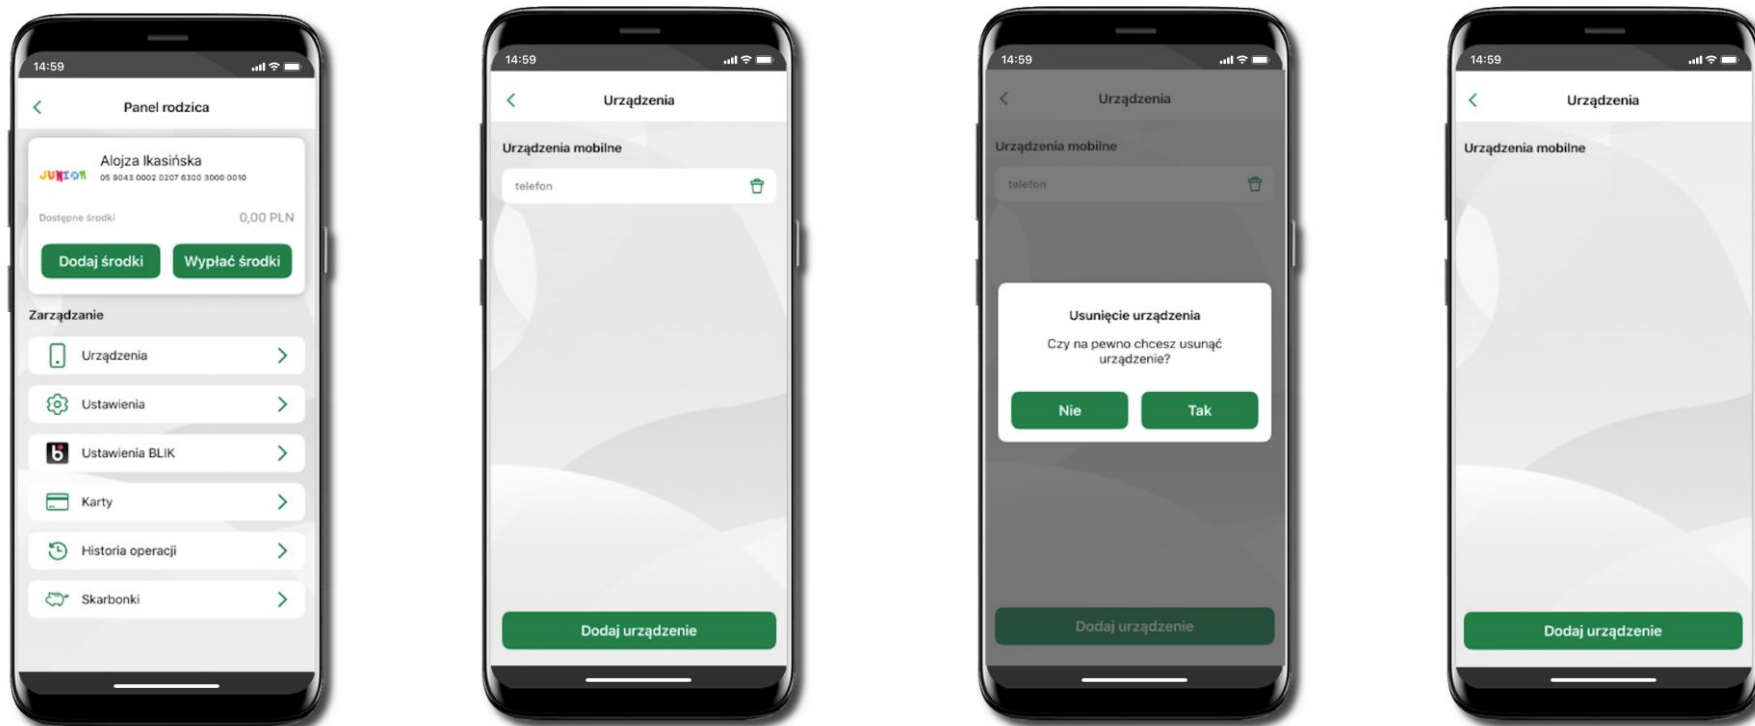 14:59
Panel rodzica
JUNIOR
Alojza Ikasińska
05 9043 0002 0207 6300 3000 0010
Dostępne środki
0,00 PLN
Dodaj środki
Wypłać środki
Zarządzanie
Urządzenia
Ustawienia
Ustawienia BLIK
Karty
Historia operacji
Skarbonki
14:59
Urządzenia
Urządzenia mobilne
telefon
Dodaj urządzenie
14:59
Urządzenia
Urządzenia mobilne
telefon
Usunięcie urządzenia
Czy na pewno chcesz usunąć
urządzenie?
Nie
Tak
Dodaj urządzenie
14:59
Urządzenia
Urządzenia mobilne
Dodaj urządzenie